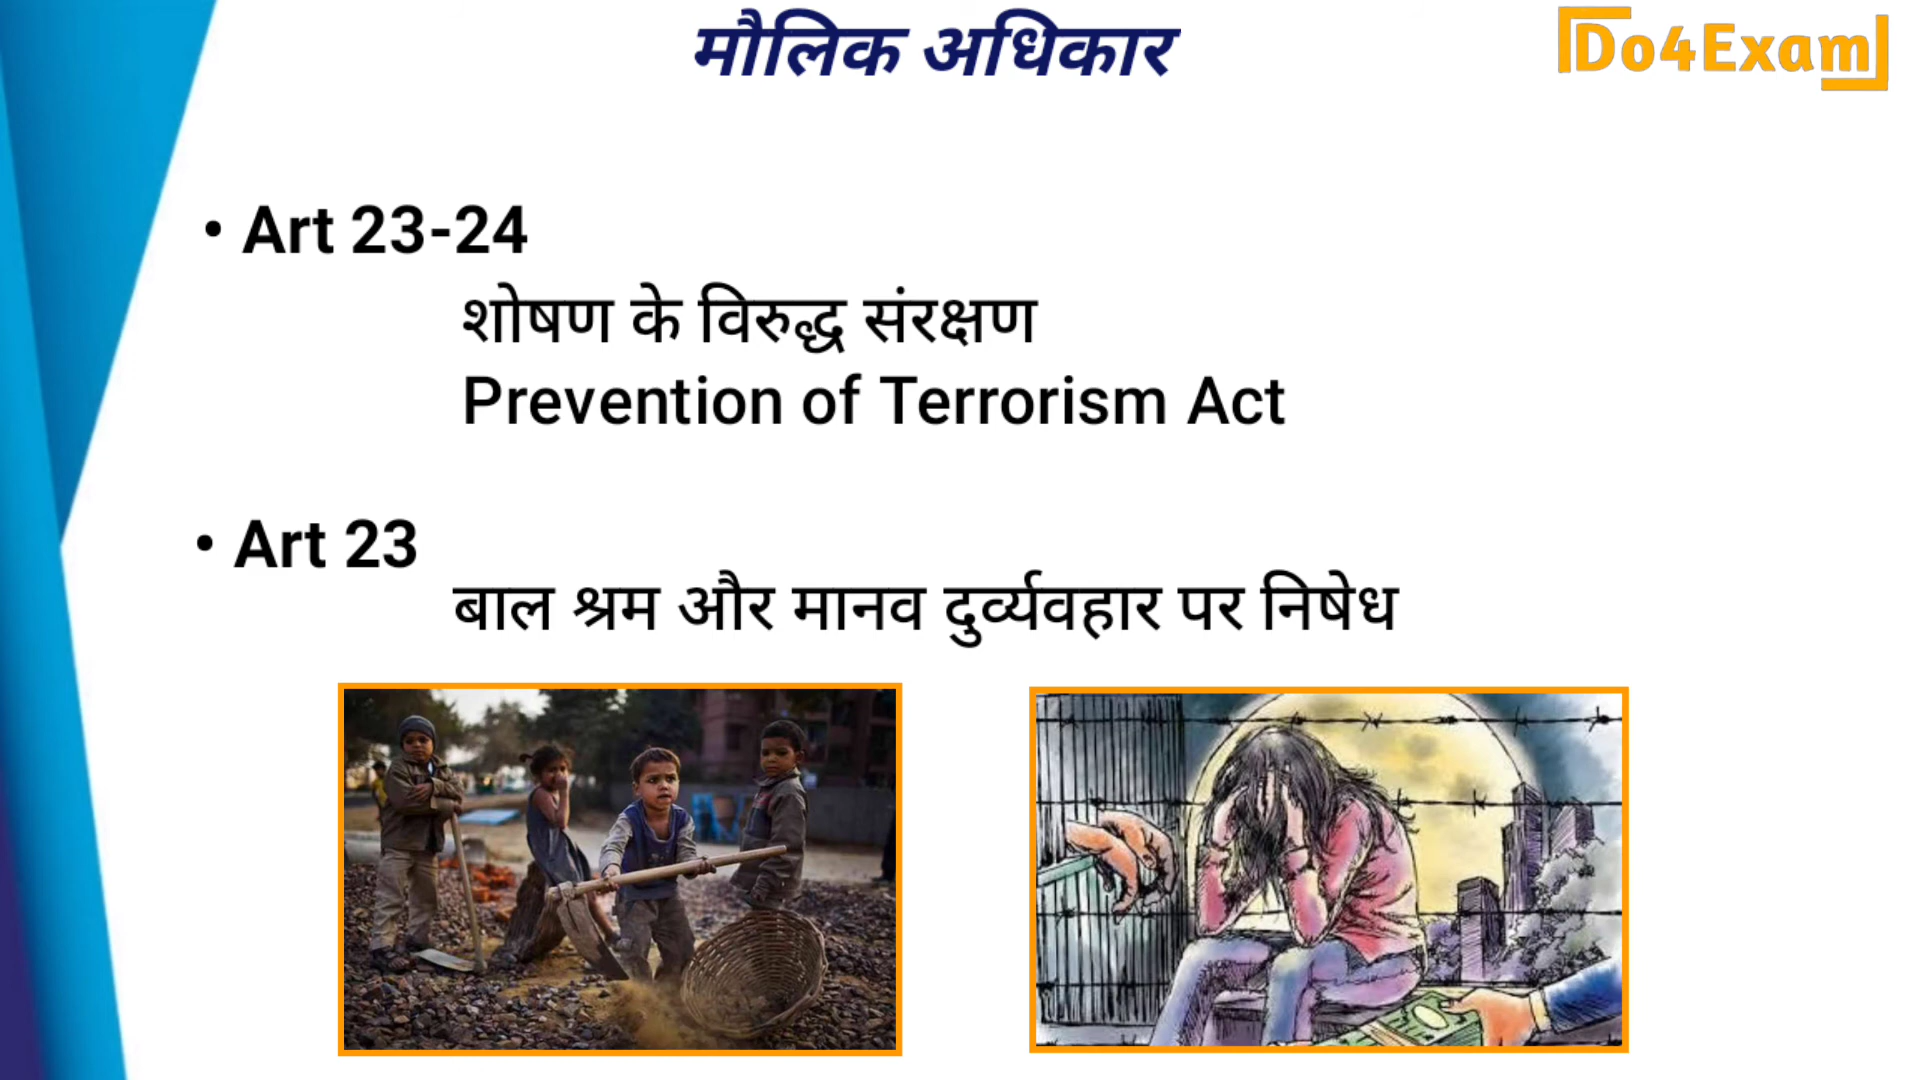 मौलिक अधिकार
Do4Exam
• Art 23-24
शोषण के विरुद्ध संरक्षण
Prevention of Terrorism Act
• Art 23
बाल श्रम और मानव दुर्व्यवहार पर निषेध